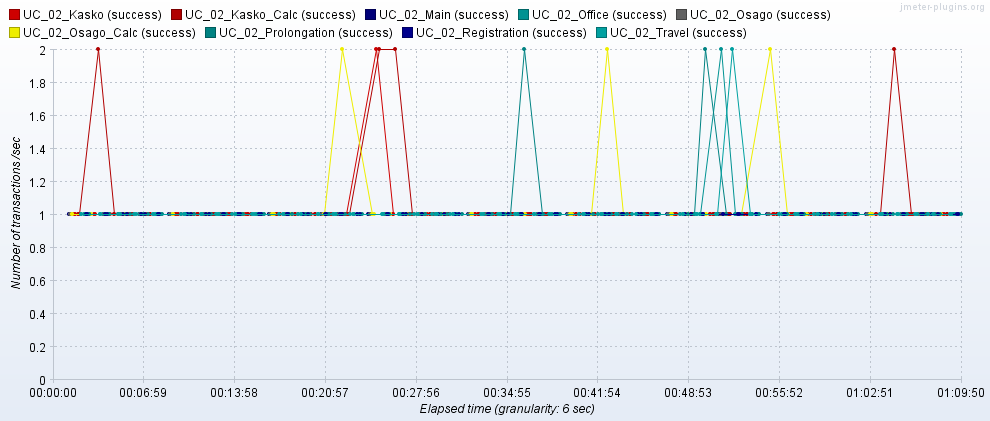 jmeter-plugins.org
UC_02_Kasko (success) UC_02_Kasko_Calc (success) UC_02_Main (success) UC_02_Office (success) UC_02_Osago (success)
UC_02_Osago_Calc (success) UC_02_Prolongation (success) UC_02_Registration (success) UC_02_Travel (success)
Number of transactions /sec
2
1.8
1.6
1.4
1.2
1
0.8
0.6
0.4
0.2
0
00:00:00 00:06:59 00:13:58 00:20:57 00:27:56 00:34:55 00:41:54 00:48:53 00:55:52 01:02:51 01:09:50
Elapsed time (granularity: 6 sec)